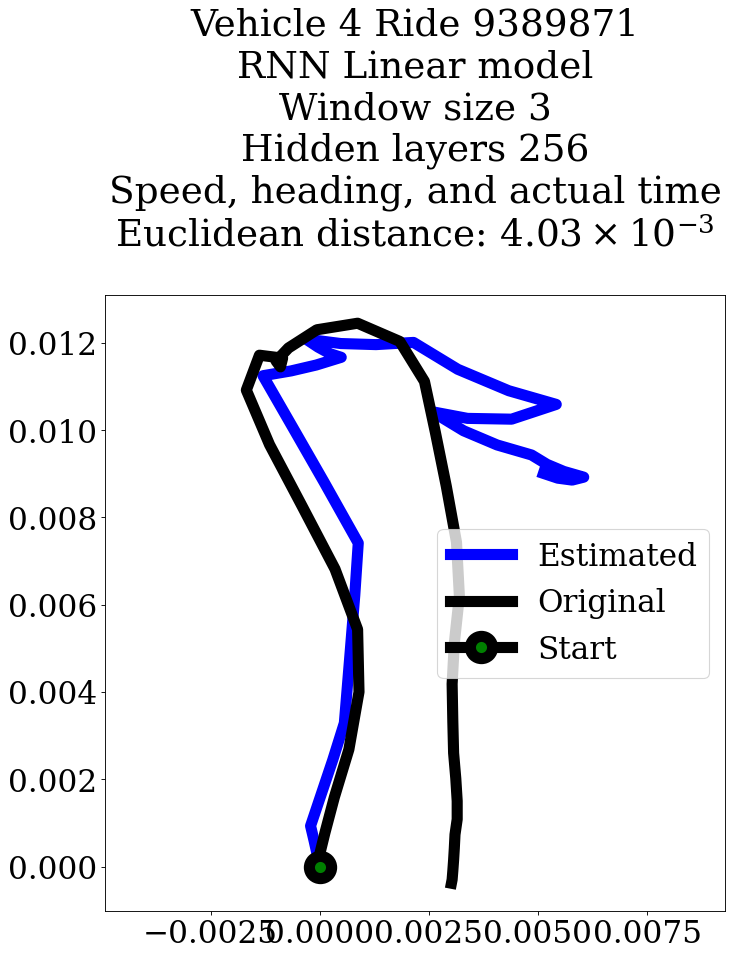 Vehicle 4 Ride 9389871
RNN Linear model
Window size 3
Hidden layers 256
Speed, heading, and actual time
Euclidean distance: 4.03 × 10⁻³
0.012
0.010
0.008
0.006
0.004
0.002
0.000
Estimated
Original
Start
−0.0025 0.0000 0.0025 0.0050 0.0075